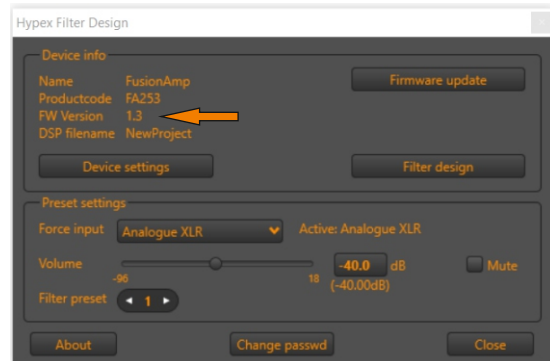 Hypex Filter Design
Device info
Name FusionAmp
Firmware update
Productcode FA253
FW Version 1.3
DSP filename NewProject
Device settings
Filter design
Preset settings
Force input Analogue XLR Active: Analogue XLR
Volume -40.0 dB Mute
-96 18 (-40.00dB)
Filter preset 1
About Change passwd Close